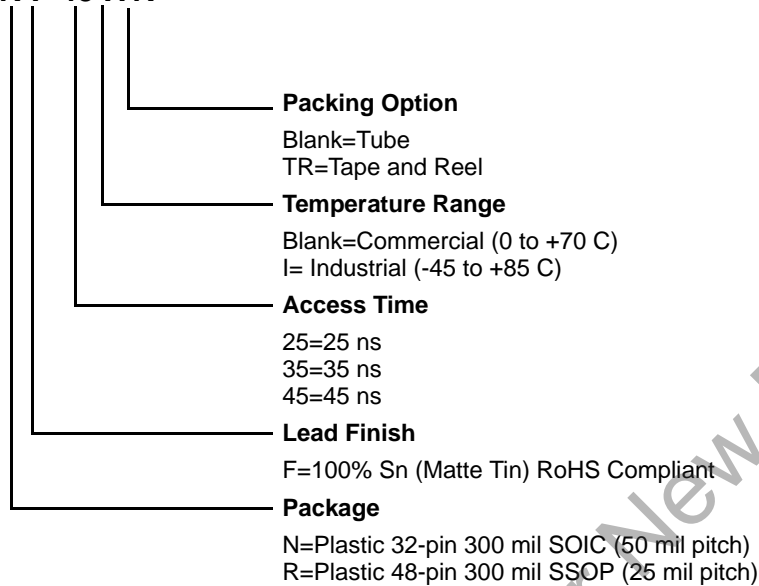 Packing Option
Blank=Tube
TR=Tape and Reel
Temperature Range
Blank=Commercial (0 to +70 C)
I= Industrial (-45 to +85 C)
Access Time
25=25 ns
35=35 ns
45=45 ns
Lead Finish
F=100% Sn (Matte Tin) RoHS Compliant
Package
N=Plastic 32-pin 300 mil SOIC (50 mil pitch)
R=Plastic 48-pin 300 mil SSOP (25 mil pitch)
New